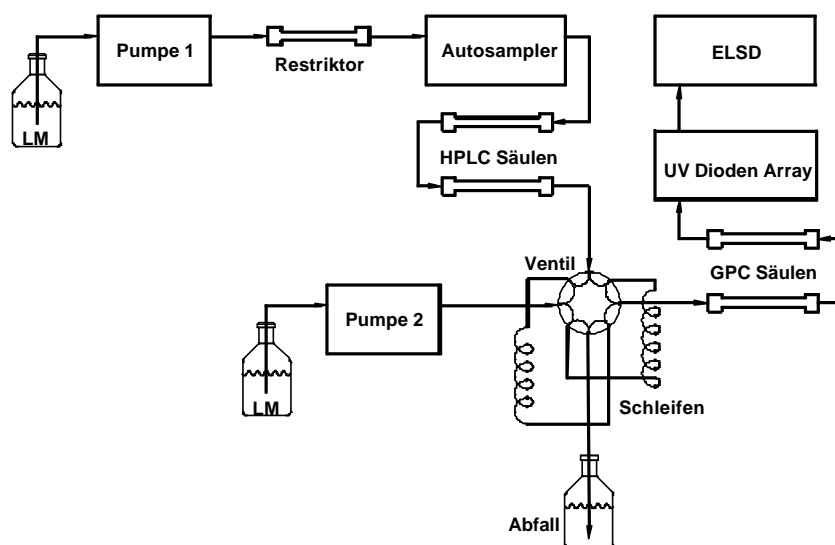 Pumpe 1
Restriktor
Autosampler
ELSD
LM
HPLC Säulen
UV Dioden Array
Ventil
GPC Säulen
Pumpe 2
LM
Schleifen
Abfall